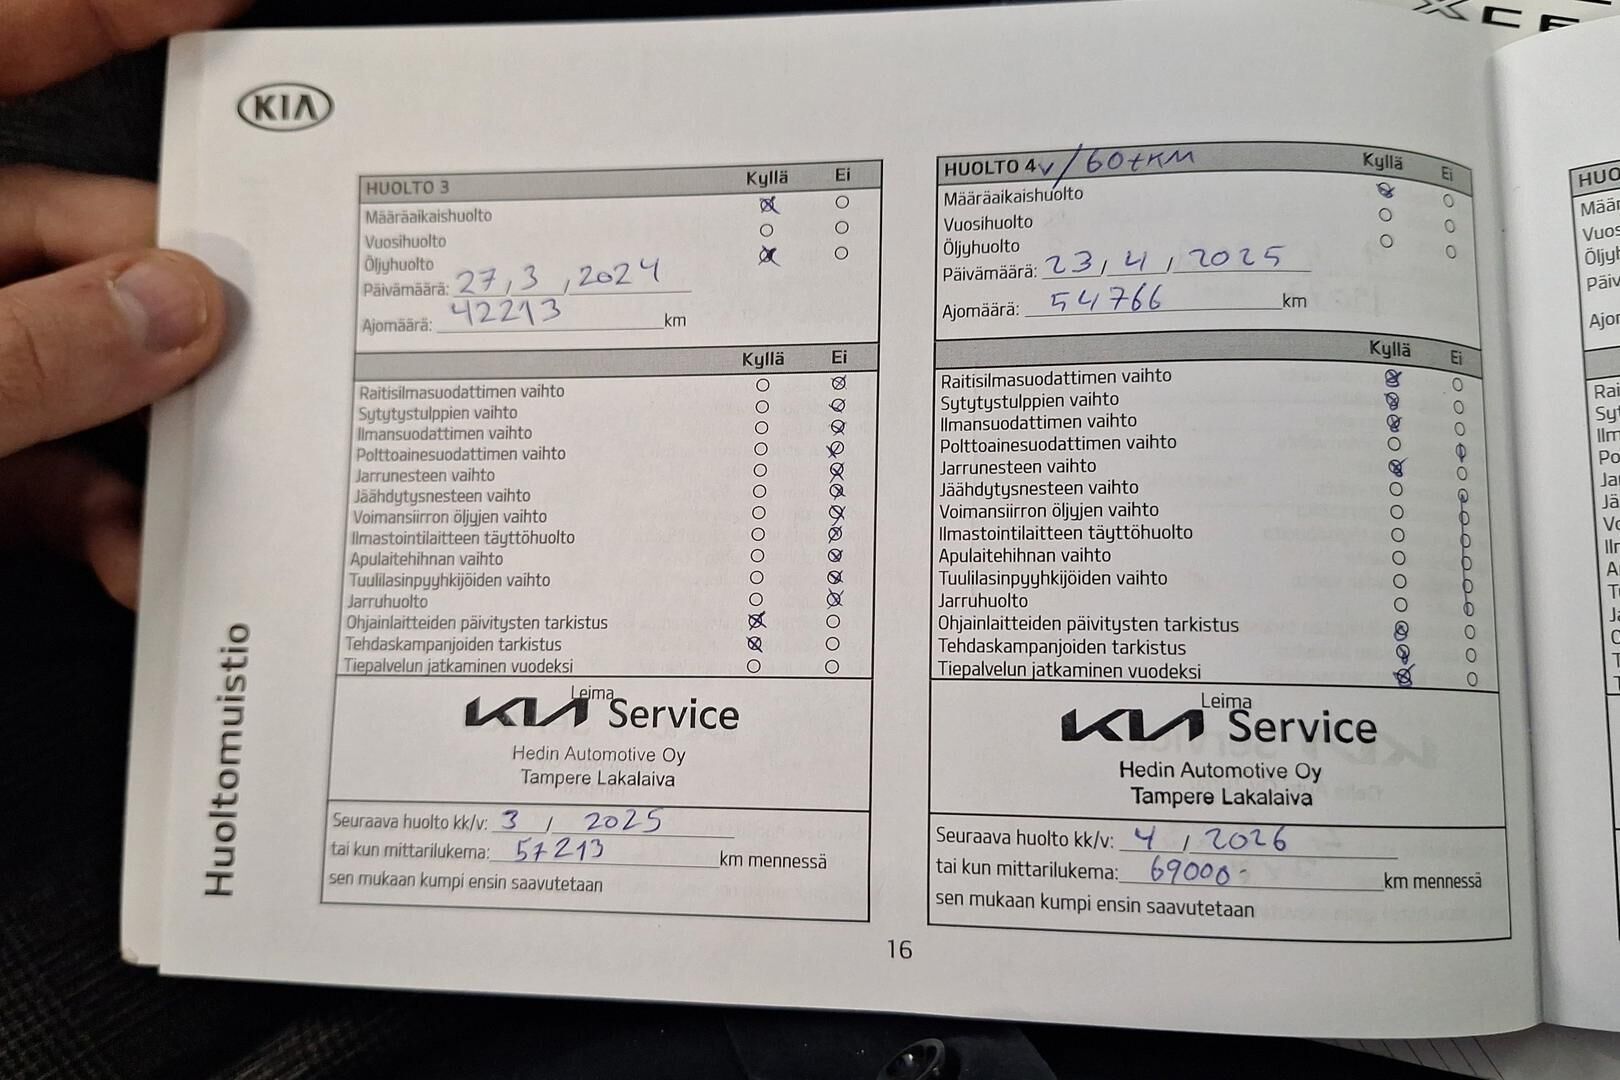 XCE
KIA
Huoltomuistio
HUOLTO 3 Kyllä Ei
Määräaikaishuolto
Vuosihuolto
Öljyhuolto
Päivämäärä: 27,3,2024
Ajomäärä: 42213 km
Kyllä Ei
Raitisilmasuodattimen vaihto
Sytytystulppien vaihto
Ilmansuodattimen vaihto
Polttoainesuodattimen vaihto
Jarrunesteen vaihto
Jäähdytysnesteen vaihto
Voimansiirron öljyjen vaihto
Ilmastointilaitteen täyttöhuolto
Apulaitehihnan vaihto
Tuulilasinpyyhkijöiden vaihto
Jarruhuolto
Ohjainlaitteiden päivitysten tarkistus
Tehdaskampanjoiden tarkistus
Tiepalvelun jatkaminen vuodeksi
Leima
KIA Service
Hedin Automotive Oy
Tampere Lakalaiva
Seuraava huolto kk/v: 3 / 2025
tai kun mittarilukema: 57213 km mennessä
sen mukaan kumpi ensin saavutetaan
HUOLTO 4v/60tKM Kyllä Ei
Määräaikaishuolto
Vuosihuolto
Öljyhuolto
Päivämäärä: 23, 4, 2025
Ajomäärä: 54766 km
Kyllä Ei
Raitisilmasuodattimen vaihto
Sytytystulppien vaihto
Ilmansuodattimen vaihto
Polttoainesuodattimen vaihto
Jarrunesteen vaihto
Jäähdytysnesteen vaihto
Voimansiirron öljyjen vaihto
Ilmastointilaitteen täyttöhuolto
Apulaitehihnan vaihto
Tuulilasinpyyhkijöiden vaihto
Jarruhuolto
Ohjainlaitteiden päivitysten tarkistus
Tehdaskampanjoiden tarkistus
Tiepalvelun jatkaminen vuodeksi
Leima
KIA Service
Hedin Automotive Oy
Tampere Lakalaiva
Seuraava huolto kk/v: 4 / 2026
tai kun mittarilukema: 69000 km mennessä
sen mukaan kumpi ensin saavutetaan
16